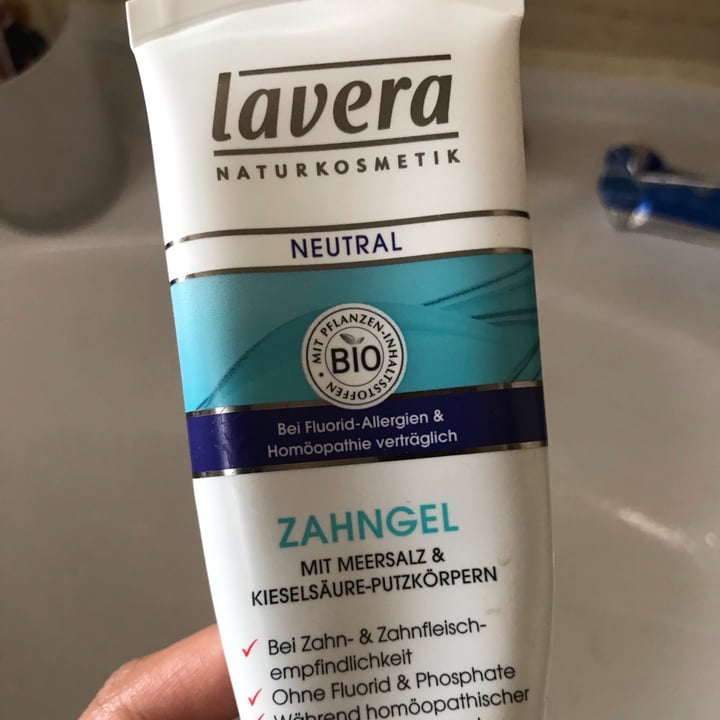 lavera
NATURKOSMETIK
NEUTRAL
• MIT PFLANZEN-INHALTSSTOFFEN
BIO
Bei Fluorid-Allergien &
Homöopathie verträglich
ZAHNGEL
MIT MEERSALZ &
KIESELSÄURE-PUTZKÖRPERN
✓ Bei Zahn- & Zahnfleisch-
empfindlichkeit
✓ Ohne Fluorid & Phosphate
✓ Während homöopathischer